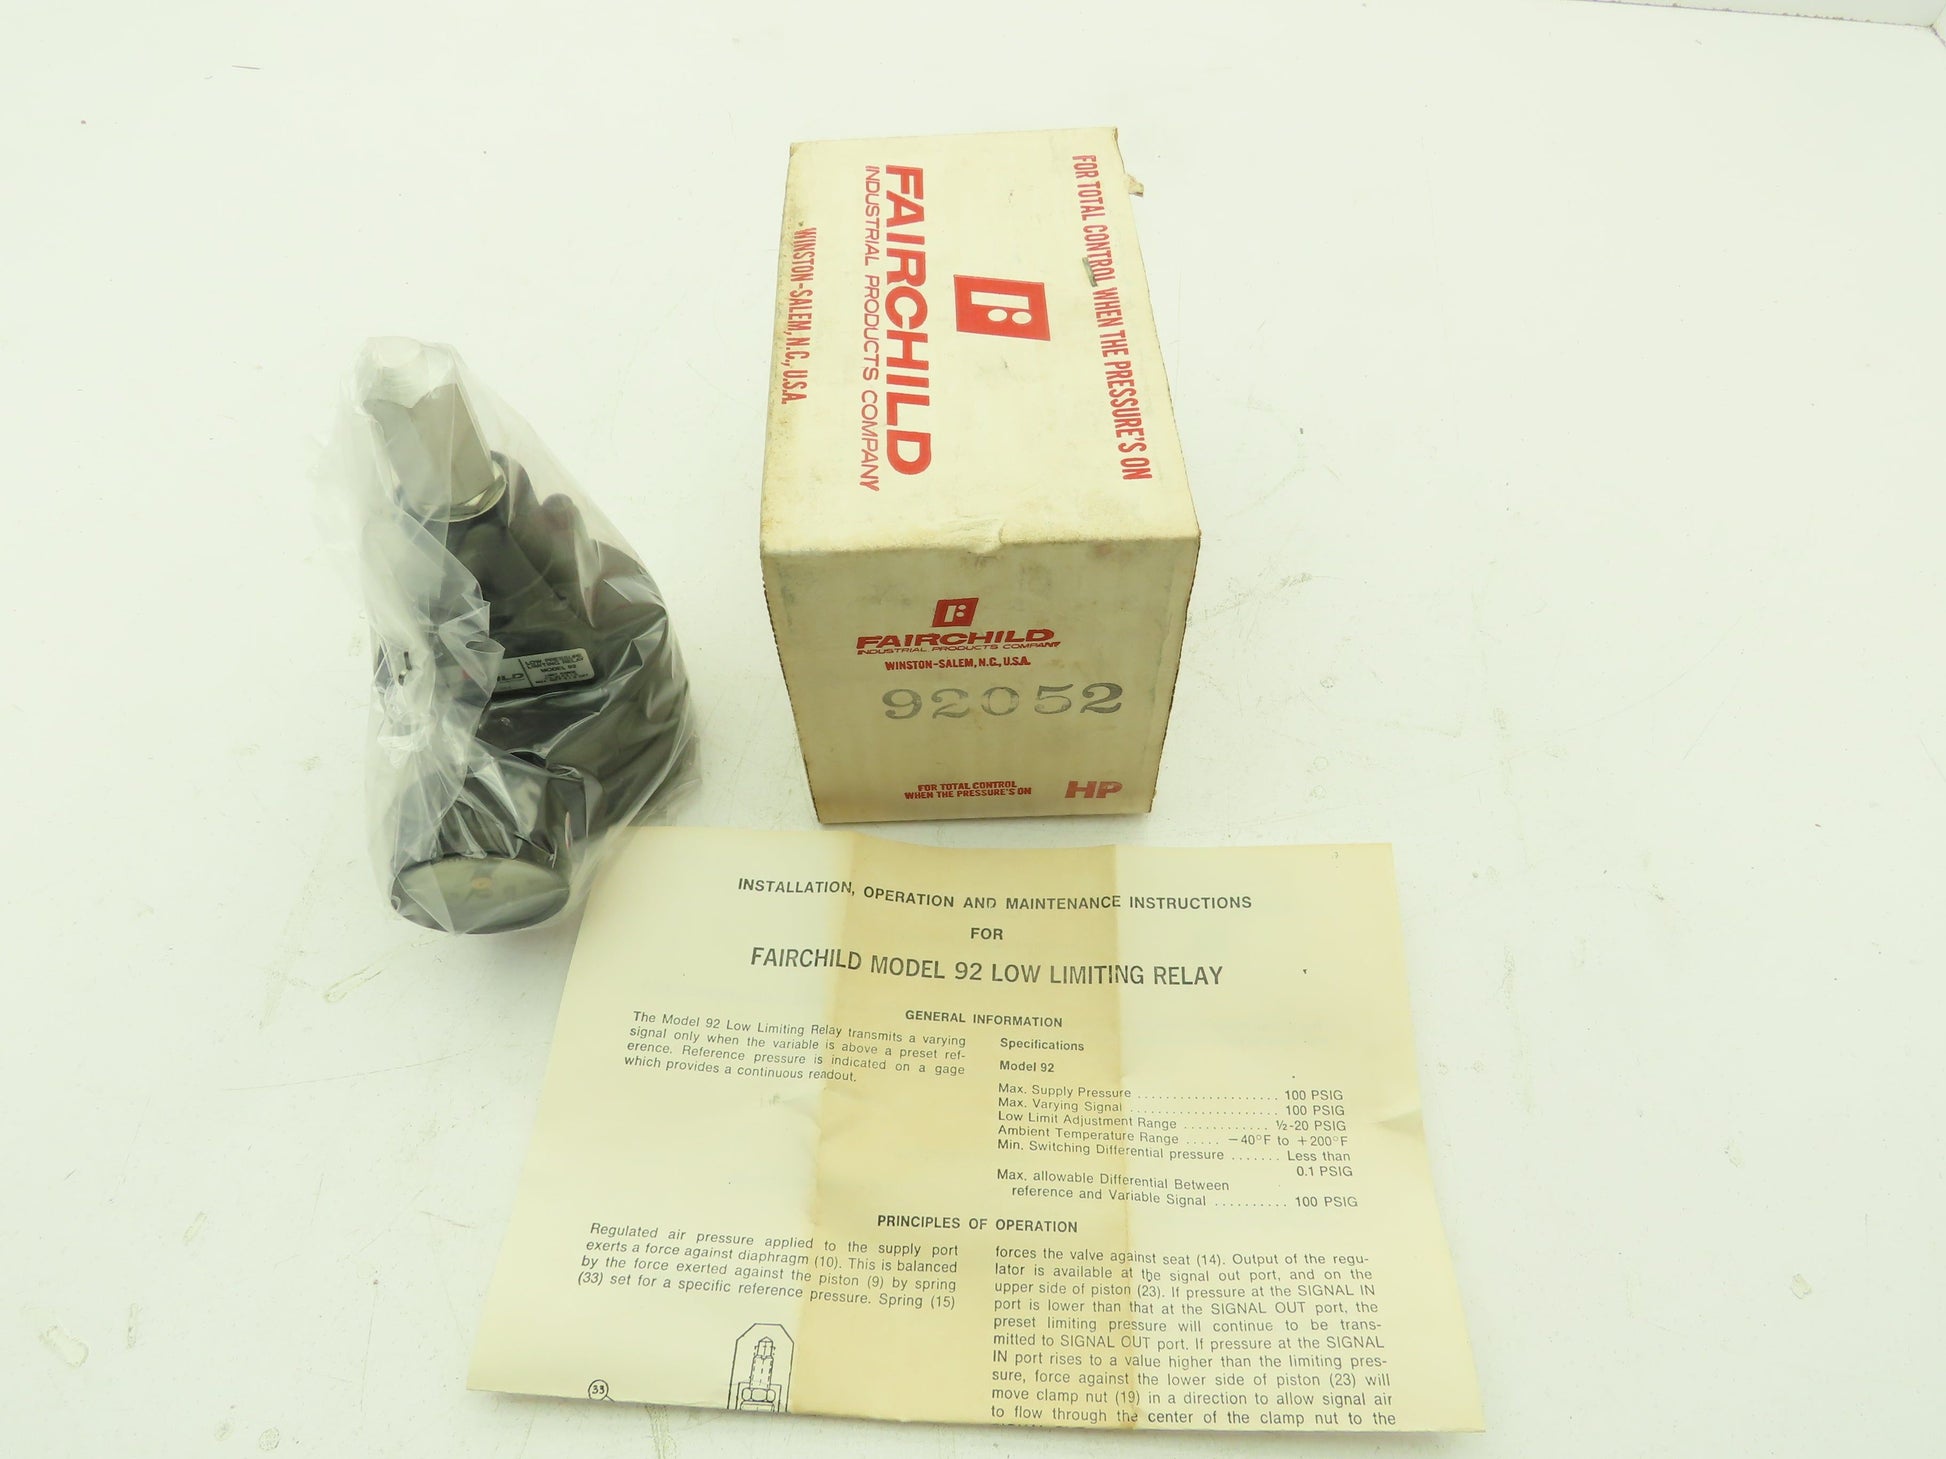 FAIRCHILD
INDUSTRIAL PRODUCTS COMPANY
WINSTON-SALEM, N.C., U.S.A.
FOR TOTAL CONTROL WHEN THE PRESSURE'S ON
FAIRCHILD
INDUSTRIAL PRODUCTS COMPANY
WINSTON-SALEM, N.C., U.S.A.
92052
FOR TOTAL CONTROL
WHEN THE PRESSURE'S ON
HP
LOW PRESSURE
LIMITING RELAY
MODEL 92
INSTALLATION, OPERATION AND MAINTENANCE INSTRUCTIONS
FOR
FAIRCHILD MODEL 92 LOW LIMITING RELAY
GENERAL INFORMATION
The Model 92 Low Limiting Relay transmits a varying
signal only when the variable is above a preset ref-
erence. Reference pressure is indicated on a gage
which provides a continuous readout.
Specifications
Model 92
Max. Supply Pressure .................... 100 PSIG
Max. Varying Signal ..................... 100 PSIG
Low Limit Adjustment Range ............ ½-20 PSIG
Ambient Temperature Range ..... −40°F to +200°F
Min. Switching Differential pressure ....... Less than
0.1 PSIG
Max. allowable Differential Between
reference and Variable Signal .......... 100 PSIG
PRINCIPLES OF OPERATION
Regulated air pressure applied to the supply port
exerts a force against diaphragm (10). This is balanced
by the force exerted against the piston (9) by spring
(33) set for a specific reference pressure. Spring (15)
forces the valve against seat (14). Output of the regu-
lator is available at the signal out port, and on the
upper side of piston (23). If pressure at the SIGNAL IN
port is lower than that at the SIGNAL OUT port, the
preset limiting pressure will continue to be trans-
mitted to SIGNAL OUT port. If pressure at the SIGNAL
IN port rises to a value higher than the limiting pres-
sure, force against the lower side of piston (23) will
move clamp nut (19) in a direction to allow signal air
to flow through the center of the clamp nut to the
33